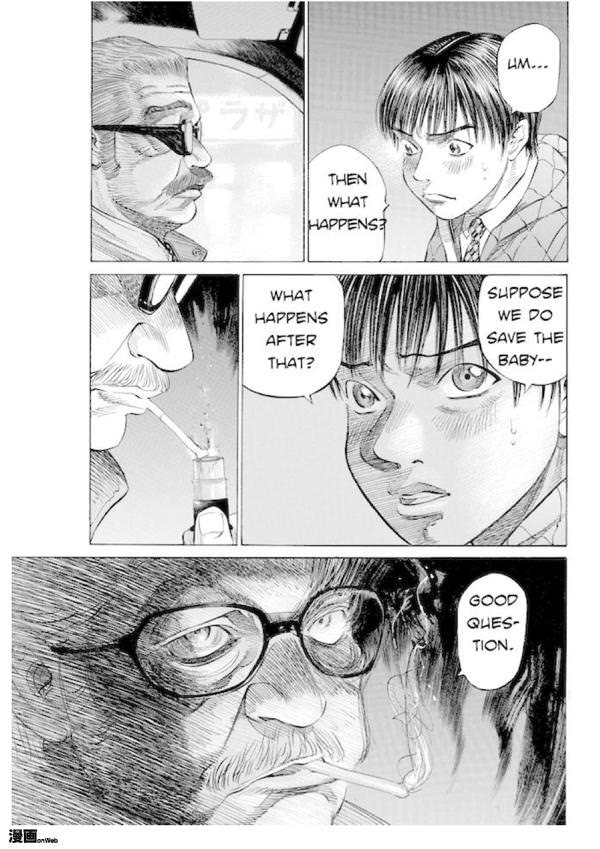 UM...
THEN
WHAT
HAPPENS?
プラザ
SUPPOSE
WE DO
SAVE THE
BABY--
WHAT
HAPPENS
AFTER
THAT?
GOOD
QUES-
TION.
漫画onWeb